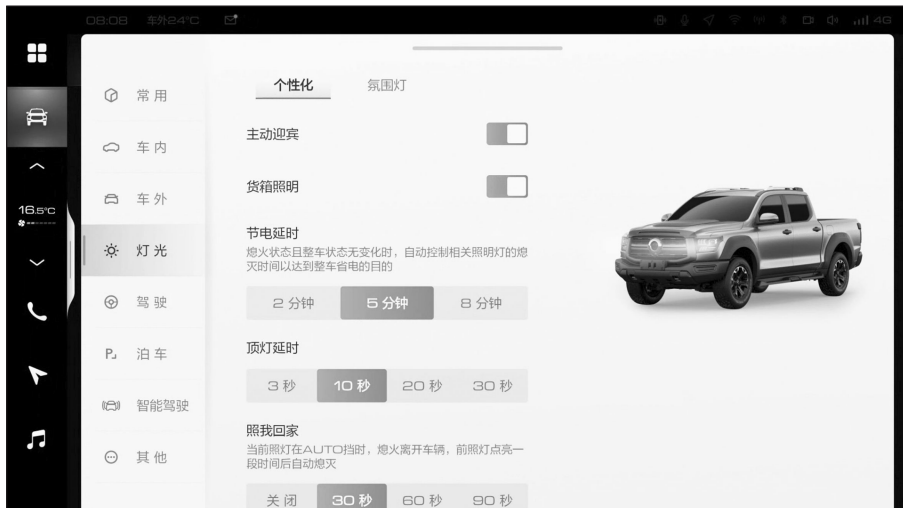 08:08 车外24°C
4G
16.5°C
常用
车内
车外
灯光
驾驶
P 泊车
智能驾驶
其他
个性化 氛围灯
主动迎宾
货箱照明
节电延时
熄火状态且整车状态无变化时，自动控制相关照明灯的熄
灭时间以达到整车省电的目的
2 分钟 5 分钟 8 分钟
顶灯延时
3 秒 10 秒 20 秒 30 秒
照我回家
当前照灯在AUTO挡时，熄火离开车辆，前照灯点亮一
段时间后自动熄灭
关闭 30 秒 60 秒 90 秒